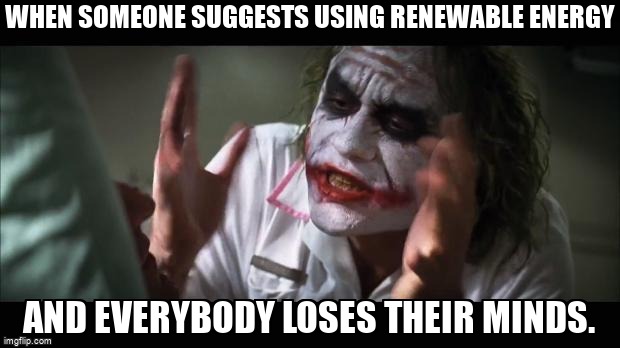 WHEN SOMEONE SUGGESTS USING RENEWABLE ENERGY
AND EVERYBODY LOSES THEIR MINDS.
imgflip.com